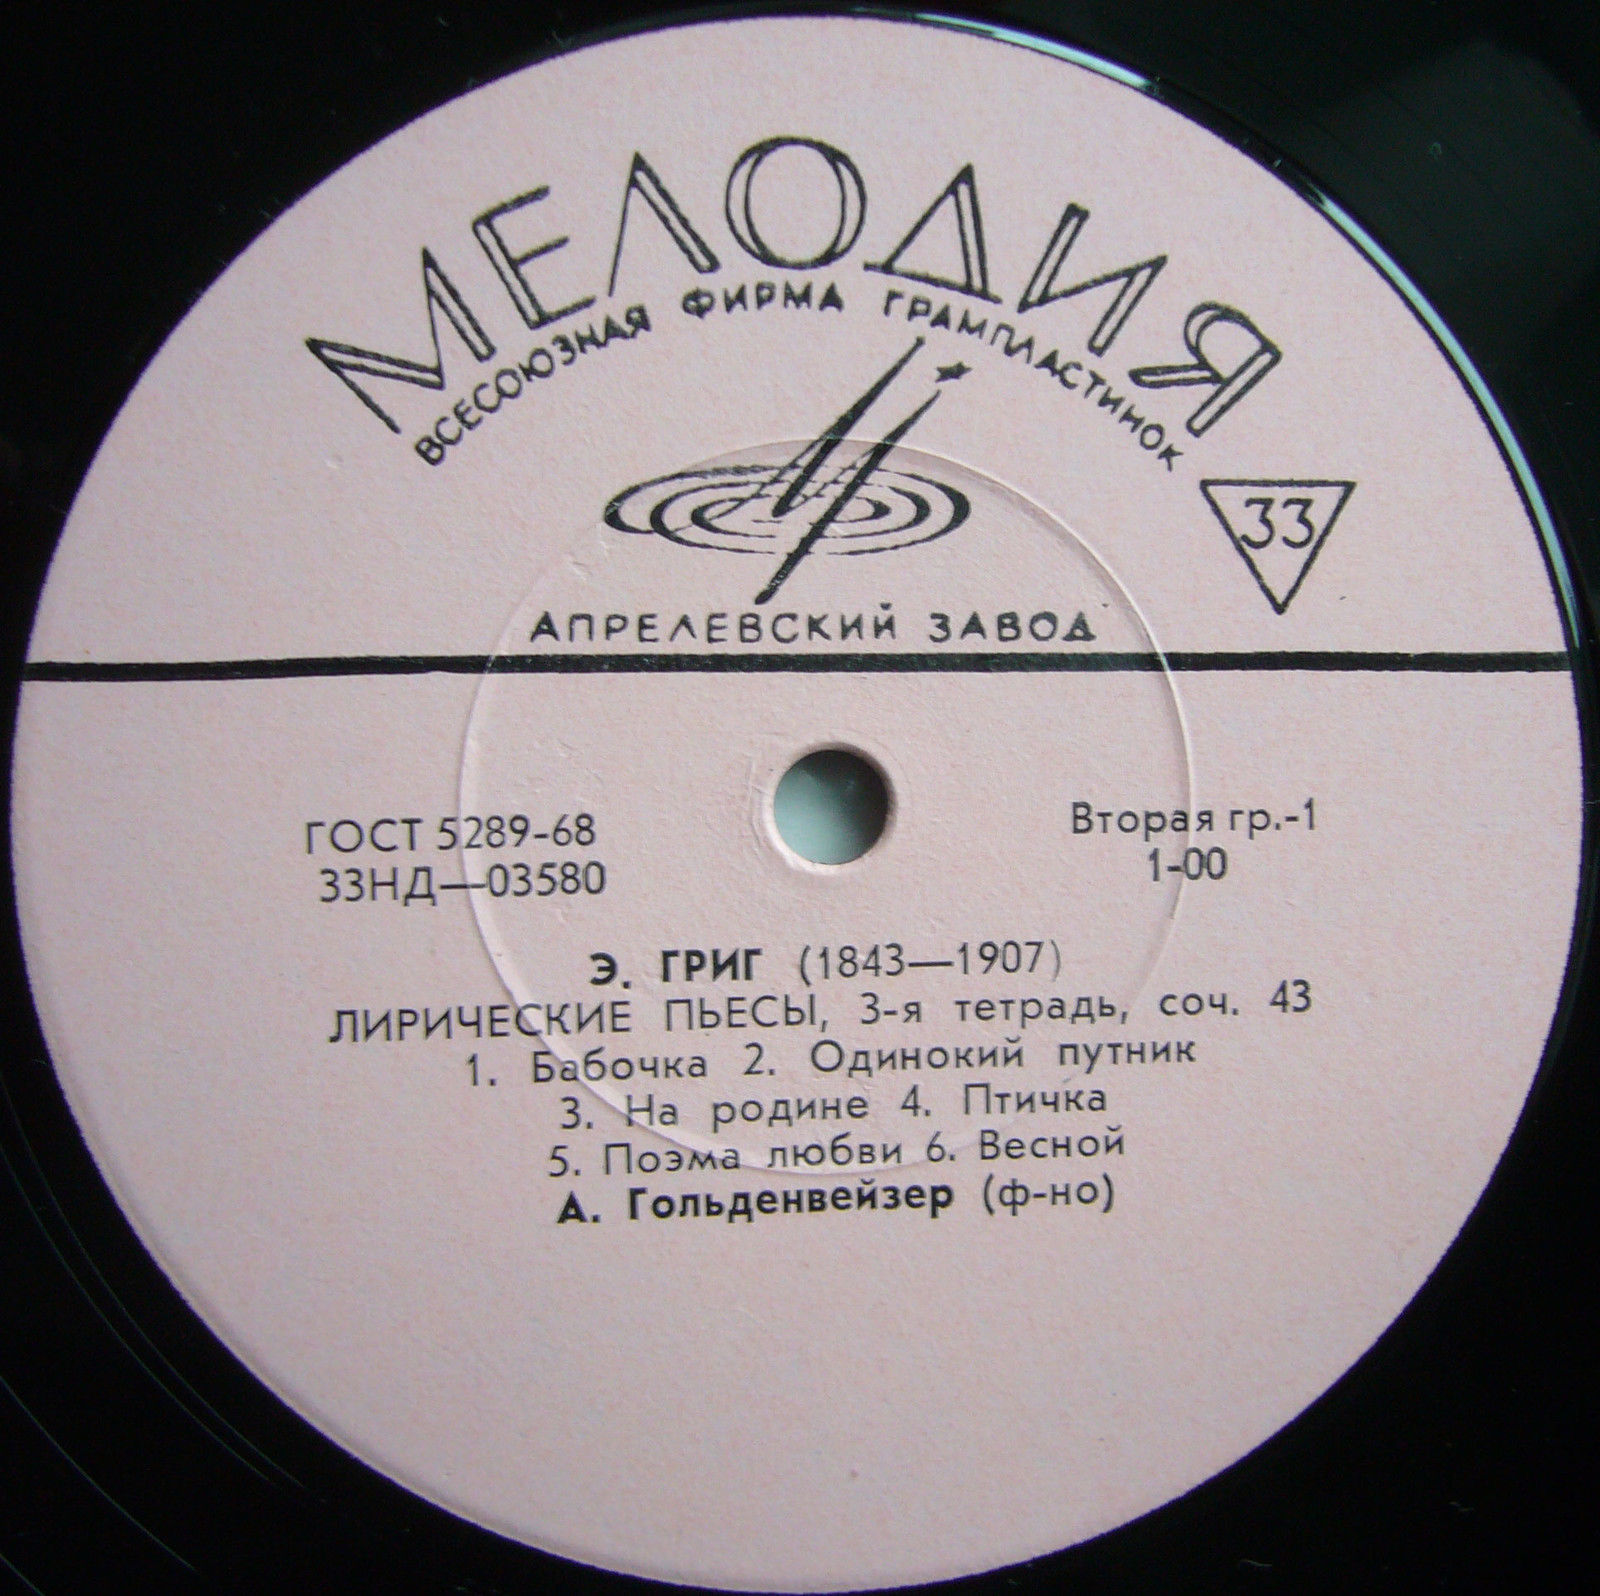 МЕЛОДИЯ
ВСЕСОЮЗНАЯ ФИРМА ГРАМПЛАСТИНОК
33
АПРЕЛЕВСКИЙ ЗАВОД
ГОСТ 5289-68
33НД—03580
Вторая гр.-1
1-00
Э. ГРИГ (1843—1907)
ЛИРИЧЕСКИЕ ПЬЕСЫ, 3-я тетрадь, соч. 43
1. Бабочка 2. Одинокий путник
3. На родине 4. Птичка
5. Поэма любви 6. Весной
А. Гольденвейзер (ф-но)